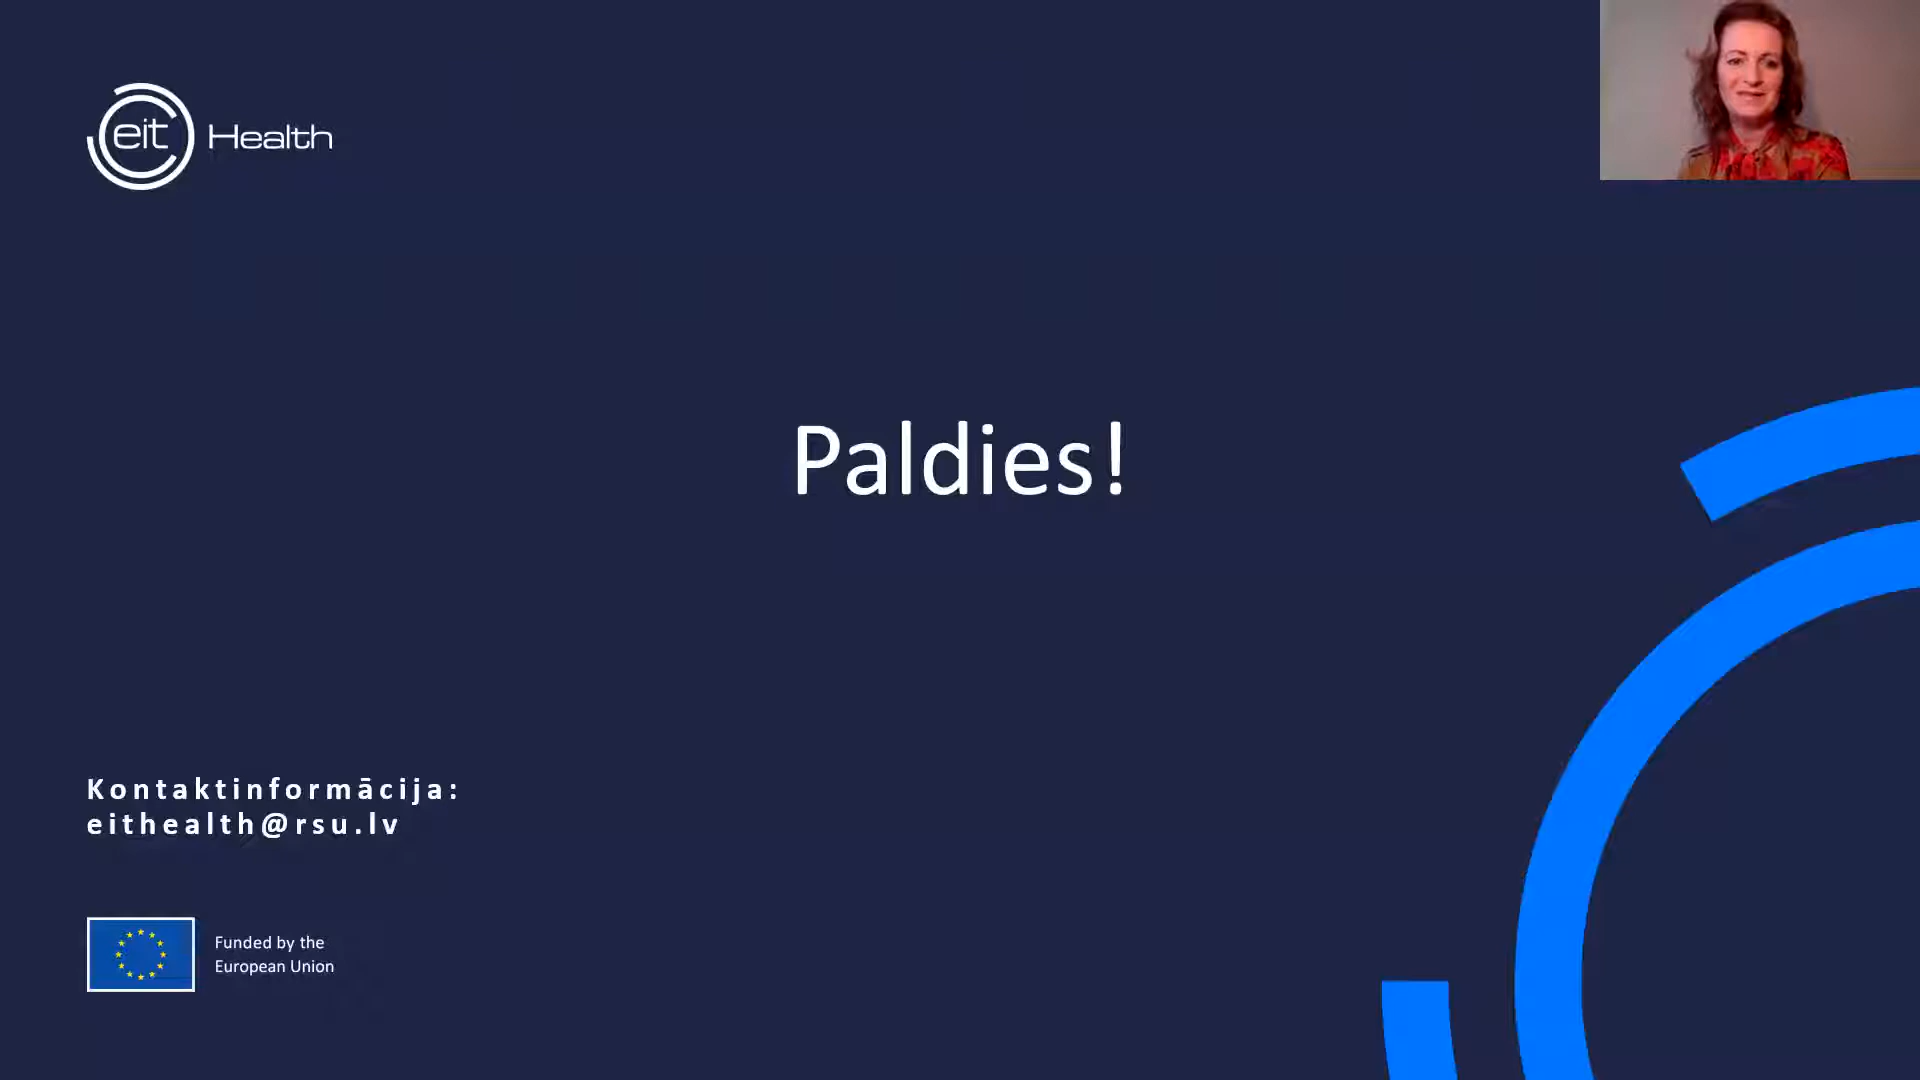 eit Health
Paldies!
Kontaktinformācija:
eithealth@rsu.lv
Funded by the
European Union